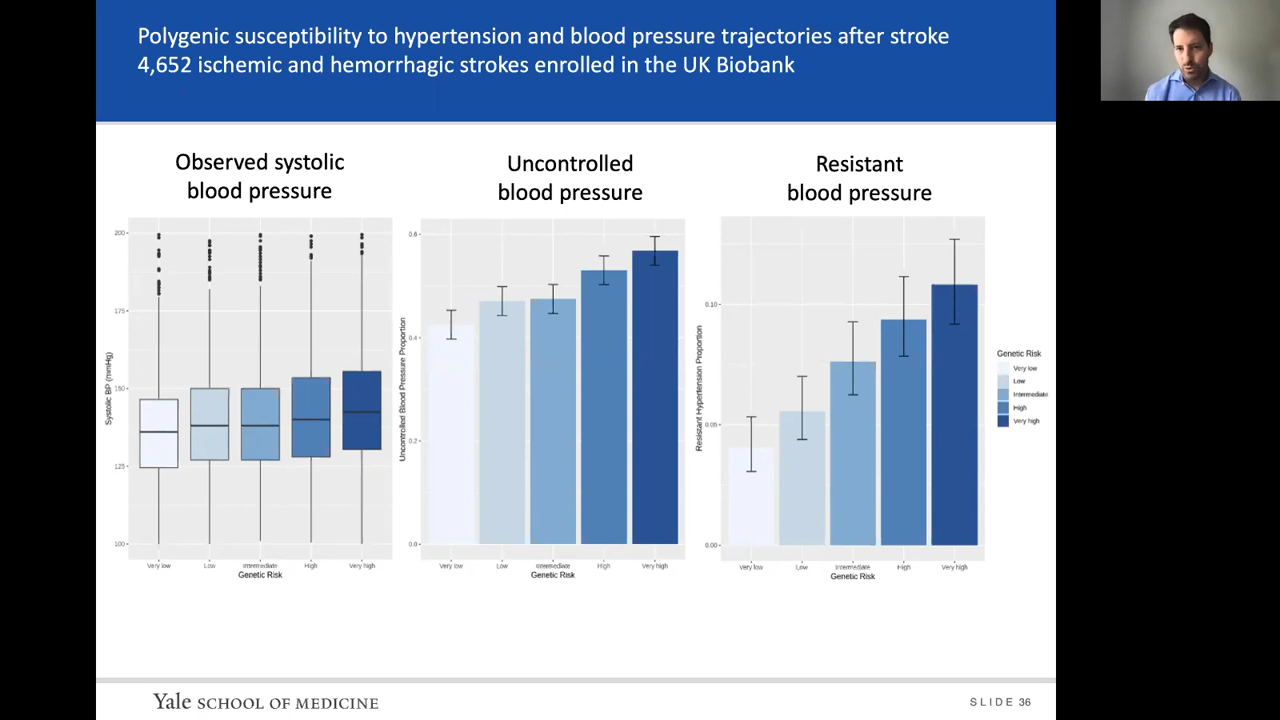 Polygenic susceptibility to hypertension and blood pressure trajectories after stroke
4,652 ischemic and hemorrhagic strokes enrolled in the UK Biobank
Observed systolic
blood pressure
Uncontrolled
blood pressure
Resistant
blood pressure
Systolic BP (mmHg)
200
175
150
125
100
Very low Low Intermediate High Very high
Genetic Risk
Uncontrolled Blood Pressure Proportion
0.6
0.4
0.2
0.0
Very low Low Intermediate High Very high
Genetic Risk
Resistant Hypertension Proportion
0.10
0.05
0.00
Very low Low Intermediate High Very high
Genetic Risk
Genetic Risk
Very low
Low
Intermediate
High
Very high
Yale SCHOOL OF MEDICINE
SLIDE 36